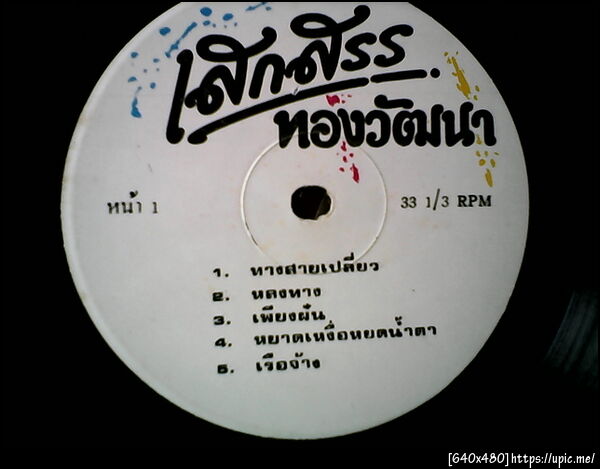 เสกสรร
ทองวัฒนา
หน้า 1
33 1/3 RPM
1. ทางสายเปลี่ยว
2. หลงทาง
3. เพียงฝัน
4. หยาดเหงื่อหยดน้ำตา
5. เรือจ้าง
[640x480]https://upic.me/